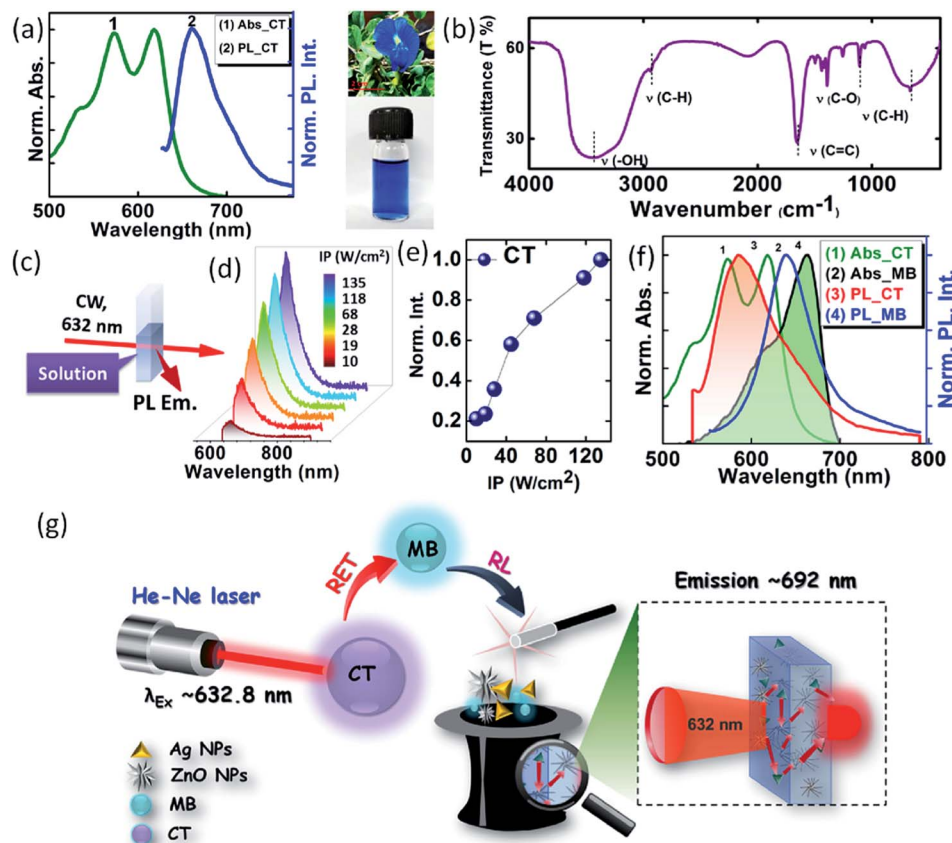 (a)
1
2
(1) Abs_CT
(2) PL_CT
Norm. Abs.
Norm. PL. Int.
500
600
700
Wavelength (nm)
(b)
60
30
Transmittance (T %)
ν (C-H)
ν (-OH)
ν (C=C)
ν (C-O)
ν (C-H)
4000
3000
2000
1000
Wavenumber (cm-1)
(c)
CW,
632 nm
Solution
PL Em.
(d)
IP (W/cm2)
135
118
68
28
19
10
600
800
Wavelength (nm)
(e)
CT
1.0
0.8
0.6
0.4
0.2
Norm. Int.
0
40
80
120
IP (W/cm2)
(f)
1
3
2
4
(1) Abs_CT
(2) Abs_MB
(3) PL_CT
(4) PL_MB
Norm. Abs.
Norm. PL. Int.
500
600
700
800
Wavelength (nm)
(g)
MB
RET
RL
He-Ne laser
CT
λEx ~632.8 nm
Emission ~692 nm
632 nm
Ag NPs
ZnO NPs
MB
CT